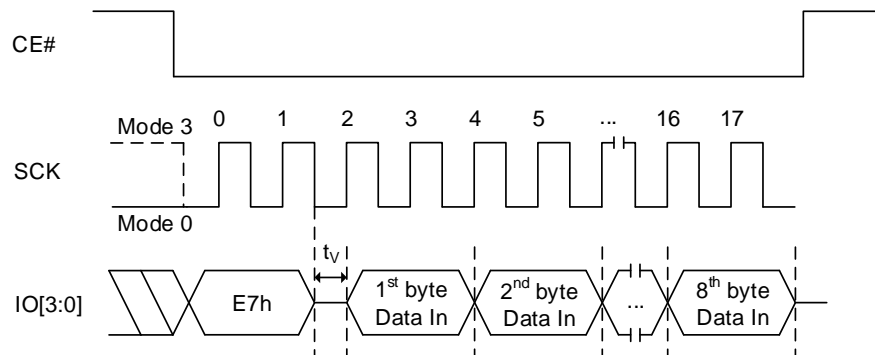 CE#
0 1 2 3 4 5 ... 16 17
Mode 3
SCK
Mode 0
tV
IO[3:0]
E7h
1st byte
Data In
2nd byte
Data In
...
8th byte
Data In